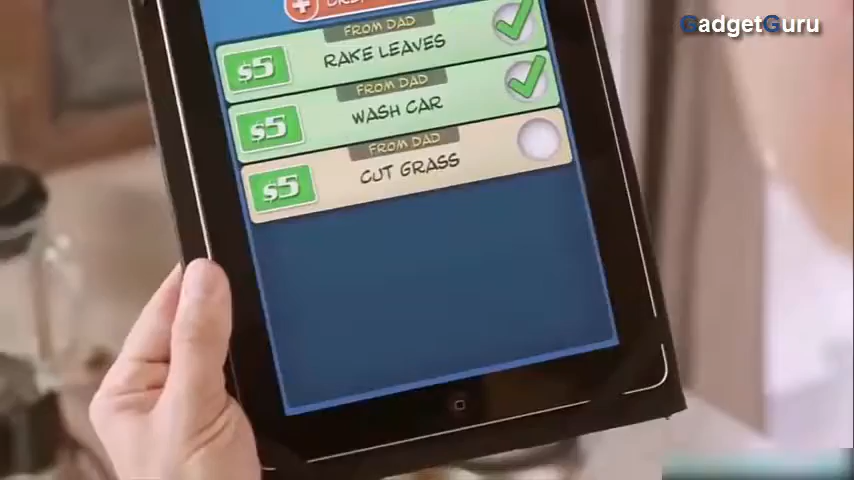 GadgetGuru
FROM DAD
$5 RAKE LEAVES
FROM DAD
$5 WASH CAR
FROM DAD
$5 CUT GRASS